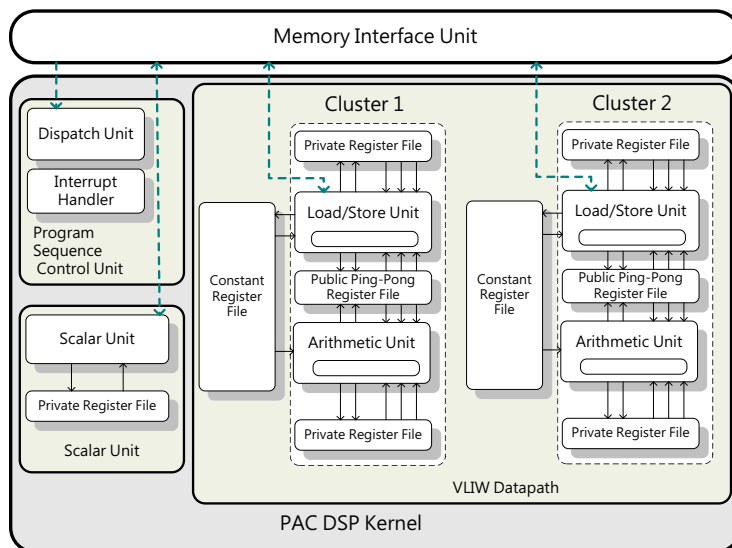 Memory Interface Unit
Dispatch Unit
Interrupt
Handler
Program
Sequence
Control Unit
Scalar Unit
Private Register File
Scalar Unit
Cluster 1
Private Register File
Load/Store Unit
Constant
Register
File
Public Ping-Pong
Register File
Arithmetic Unit
Private Register File
Cluster 2
Private Register File
Load/Store Unit
Constant
Register
File
Public Ping-Pong
Register File
Arithmetic Unit
Private Register File
VLIW Datapath
PAC DSP Kernel